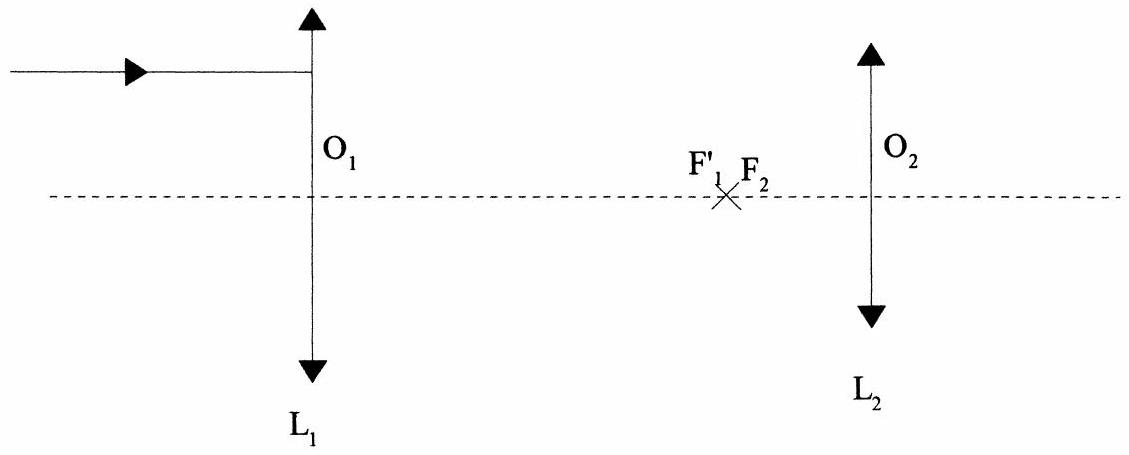 O₁
O₂
F'₁ F₂
L₂
L₁